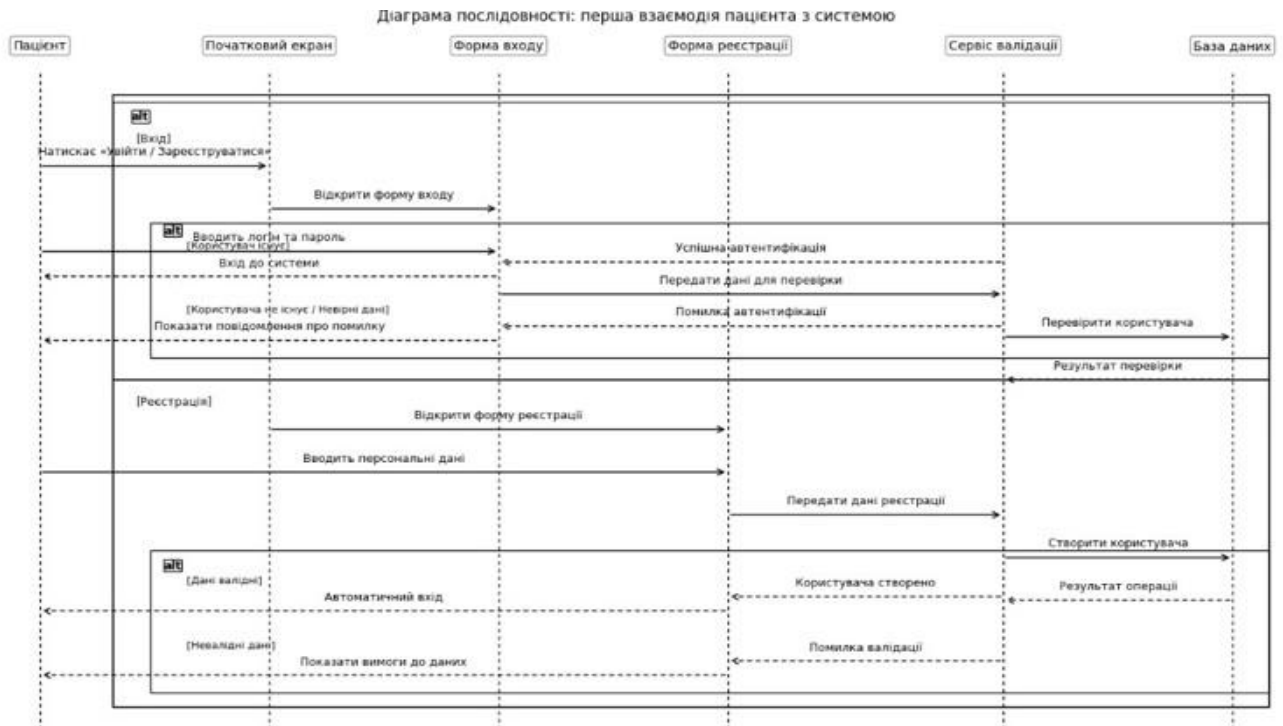 Діаграма послідовності: перша взаємодія пацієнта з системою
Пацієнт
Початковий екран
Форма входу
Форма реєстрації
Сервіс валідації
База даних
alt
[Вхід]
Натискає «Увійти / Зареєструватися»
Відкрити форму входу
alt
Вводить логін та пароль
[Користувач існує]
Успішна автентифікація
Вхід до системи
Передати дані для перевірки
[Користувача не існує / Невірні дані]
Помилка автентифікації
Показати повідомлення про помилку
Перевірити користувача
Результат перевірки
[Реєстрація]
Відкрити форму реєстрації
Вводить персональні дані
Передати дані реєстрації
Створити користувача
alt
[Дані валідні]
Користувача створено
Результат операції
Автоматичний вхід
[Невалідні дані]
Помилка валідації
Показати вимоги до даних